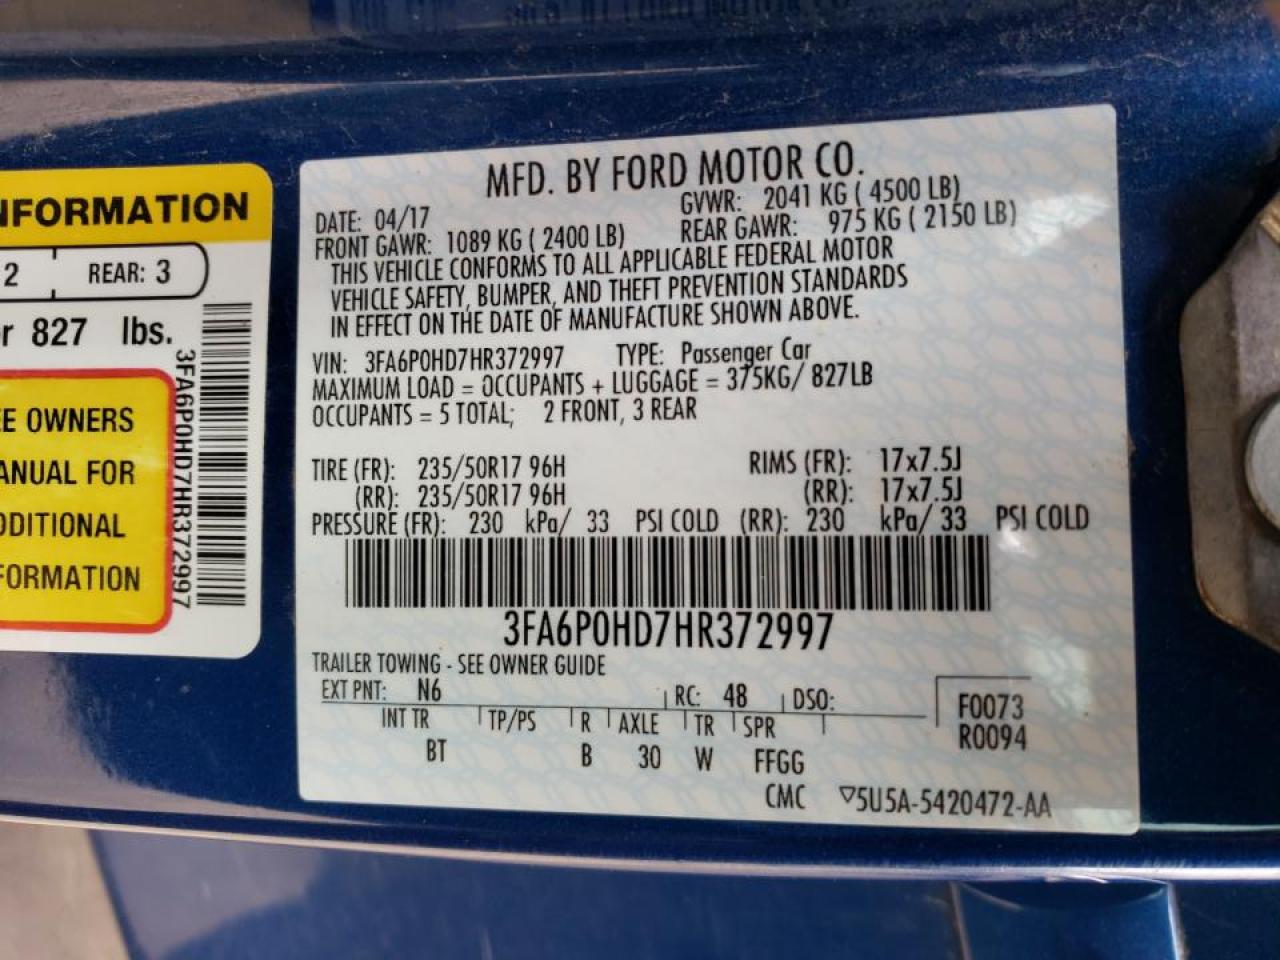 NFORMATION
2 REAR: 3
r 827 lbs.
EE OWNERS
ANUAL FOR
DDITIONAL
FORMATION
3FA6P0HD7HR372997
MFD. BY FORD MOTOR CO.
DATE: 04/17 GVWR: 2041 KG ( 4500 LB)
FRONT GAWR: 1089 KG ( 2400 LB) REAR GAWR: 975 KG ( 2150 LB)
THIS VEHICLE CONFORMS TO ALL APPLICABLE FEDERAL MOTOR
VEHICLE SAFETY, BUMPER, AND THEFT PREVENTION STANDARDS
IN EFFECT ON THE DATE OF MANUFACTURE SHOWN ABOVE.
VIN: 3FA6P0HD7HR372997 TYPE: Passenger Car
MAXIMUM LOAD = OCCUPANTS + LUGGAGE = 375KG/ 827LB
OCCUPANTS = 5 TOTAL; 2 FRONT, 3 REAR
TIRE (FR): 235/50R17 96H RIMS (FR): 17x7.5J
(RR): 235/50R17 96H (RR): 17x7.5J
PRESSURE (FR): 230 kPa/ 33 PSI COLD (RR): 230 kPa/ 33 PSI COLD
3FA6P0HD7HR372997
TRAILER TOWING - SEE OWNER GUIDE
EXT PNT: N6 RC: 48 DSO: F0073
INT TR TP/PS R AXLE TR SPR R0094
BT B 30 W FFGG
CMC ▽5U5A-5420472-AA